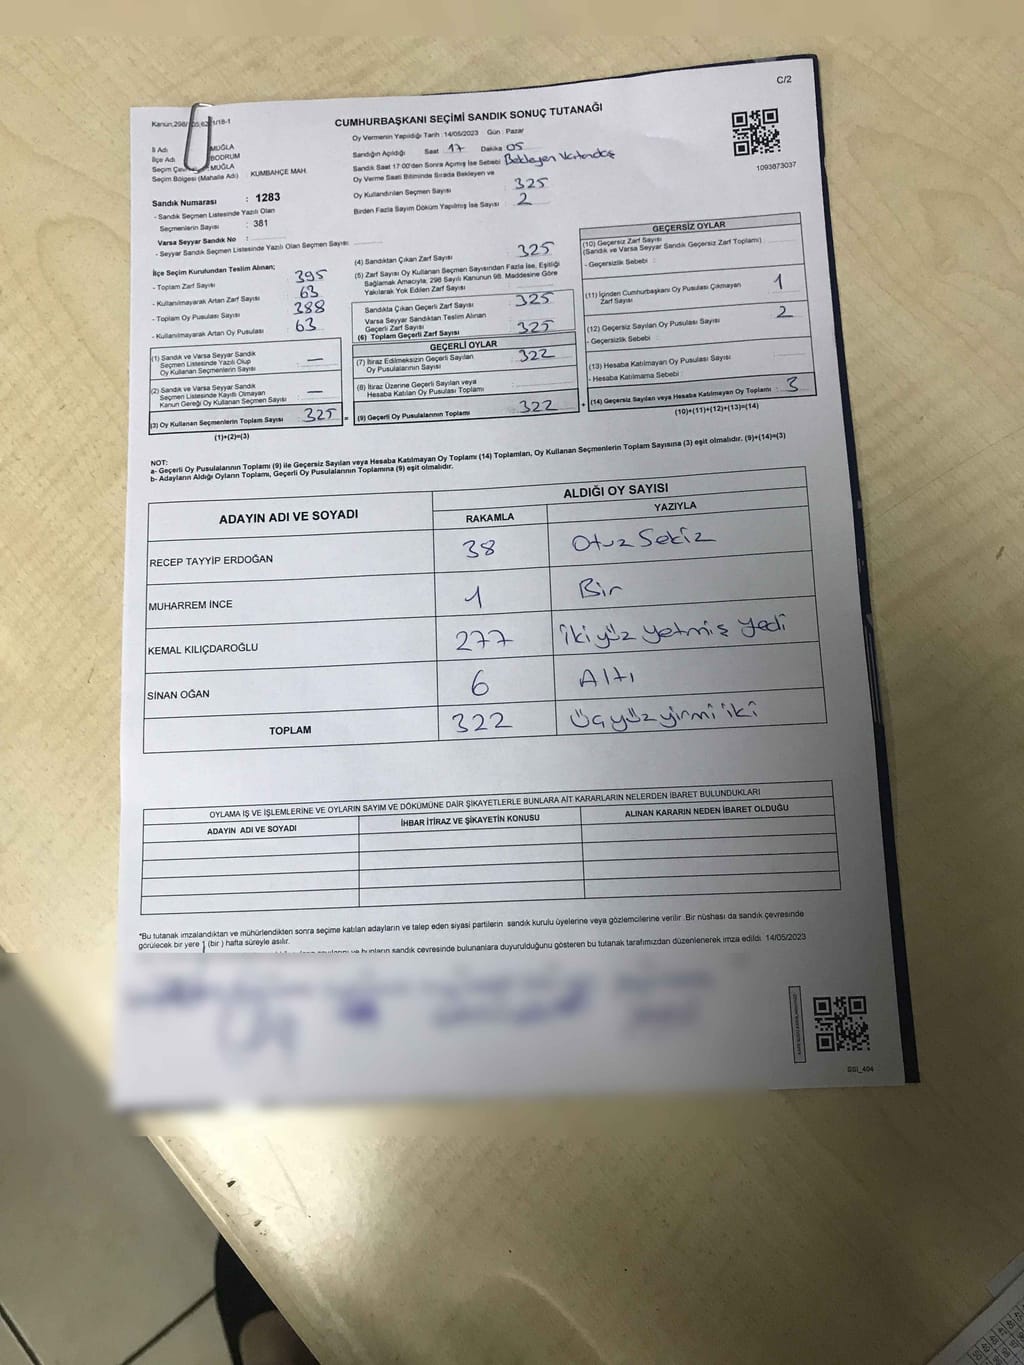 C/2
Kanun;298/
1/18-1
CUMHURBAŞKANI SEÇİMİ SANDIK SONUÇ TUTANAĞI
1093873037
İl Adı MUĞLA
İlçe Adı BODRUM
Seçim Çev MUĞLA
Seçim Bölgesi (Mahalle Adı) : KUMBAHÇE MAH.
Sandık Numarası : 1283
- Sandık Seçmen Listesinde Yazılı Olan
Seçmenlerin Sayısı : 381
Varsa Seyyar Sandık No :
- Seyyar Sandık Seçmen Listesinde Yazılı Olan Seçmen Sayısı:
Oy Vermenin Yapıldığı Tarih : 14/05/2023 Gün : Pazar
Sandığın Açıldığı Saat 17 Dakika 05
Sandık Saat 17:00'den Sonra Açımış İse Sebebi Bekleyen Vatandaş
Oy Verme Saati Bitiminde Sırada Bekleyen ve
Oy Kullandırılan Seçmen Sayısı 325
Birden Fazla Sayım Döküm Yapılmış İse Sayısı : 2
İlçe Seçim Kurulundan Teslim Alınan;
- Toplam Zarf Sayısı 395
- Kullanılmayarak Artan Zarf Sayısı 63
- Toplam Oy Pusulası Sayısı 388
- Kullanılmayarak Artan Oy Pusulası 63
(1) Sandık ve Varsa Seyyar Sandık
Seçmen Listesinde Yazılı Olup
Oy Kullanan Seçmenlerin Sayısı : —
(2) Sandık ve Varsa Seyyar Sandık
Seçmen Listesinde Kayıtlı Olmayan
Kanun Gereği Oy Kullanan Seçmen Sayısı : —
(3) Oy Kullanan Seçmenlerin Toplam Sayısı : 325
(1)+(2)=(3)
(4) Sandıktan Çıkan Zarf Sayısı 325
(5) Zarf Sayısı Oy Kullanan Seçmen Sayısından Fazla İse, Eşitliği
Sağlamak Amacıyla; 298 Sayılı Kanunun 98. Maddesine Göre
Yakılarak Yok Edilen Zarf Sayısı
Sandıkta Çıkan Geçerli Zarf Sayısı 325
Varsa Seyyar Sandıktan Teslim Alınan
Geçerli Zarf Sayısı
(6) Toplam Geçerli Zarf Sayısı 325
GEÇERLİ OYLAR
(7) İtiraz Edilmeksizin Geçerli Sayılan
Oy Pusulasının Sayısı 322
(8) İtiraz Üzerine Geçerli Sayılan veya
Hesaba Katılan Oy Pusulası Toplamı
= (9) Geçerli Oy Pusulalarının Toplamı 322
GEÇERSİZ OYLAR
(10) Geçersiz Zarf Sayısı
(Sandık ve Varsa Seyyar Sandık Geçersiz Zarf Toplamı)
- Geçersizlik Sebebi :
(11) İçinden Cumhurbaşkanı Oy Pusulası Çıkmayan
Zarf Sayısı 1
(12) Geçersiz Sayılan Oy Pusulası Sayısı 2
- Geçersizlik Sebebi :
(13) Hesaba Katılmayan Oy Pusulası Sayısı
- Hesaba Katılmama Sebebi :
+ (14) Geçersiz Sayılan veya Hesaba Katılmayan Oy Toplamı : 3
(10)+(11)+(12)+(13)=(14)
NOT:
a- Geçerli Oy Pusulalarının Toplamı (9) ile Geçersiz Sayılan veya Hesaba Katılmayan Oy Toplamı (14) Toplamları, Oy Kullanan Seçmenlerin Toplam Sayısına (3) eşit olmalıdır. (9)+(14)=(3)
b- Adayların Aldığı Oyların Toplamı, Geçerli Oy Pusulalarının Toplamına (9) eşit olmalıdır.
ADAYIN ADI VE SOYADI ALDIĞI OY SAYISI
RAKAMLA YAZIYLA
RECEP TAYYİP ERDOĞAN 38 Otuz Sekiz
MUHARREM İNCE 1 Bir
KEMAL KILIÇDAROĞLU 277 İki yüz yetmiş yedi
SİNAN OĞAN 6 Altı
TOPLAM 322 Üç yüz yirmi iki
OYLAMA İŞ VE İŞLEMLERİNE VE OYLARIN SAYIM VE DÖKÜMÜNE DAİR ŞİKAYETLERLE BUNLARA AİT KARARLARIN NELERDEN İBARET BULUNDUKLARI
ADAYIN ADI VE SOYADI İHBAR İTİRAZ VE ŞİKAYETİN KONUSU ALINAN KARARIN NEDEN İBARET OLDUĞU
*Bu tutanak imzalandıktan ve mühürlendikten sonra seçime katılan adayların ve talep eden siyasi partilerin sandık kurulu üyelerine veya gözlemcilerine verilir. Bir nüshası da sandık çevresinde
görülecek bir yere 1 (bir ) hafta süreyle asılır.
bunların sandık çevresinde bulunanlara duyurulduğunu gösteren bu tutanak tarafımızdan düzenlenerek imza edildi. 14/05/2023
GSI_404